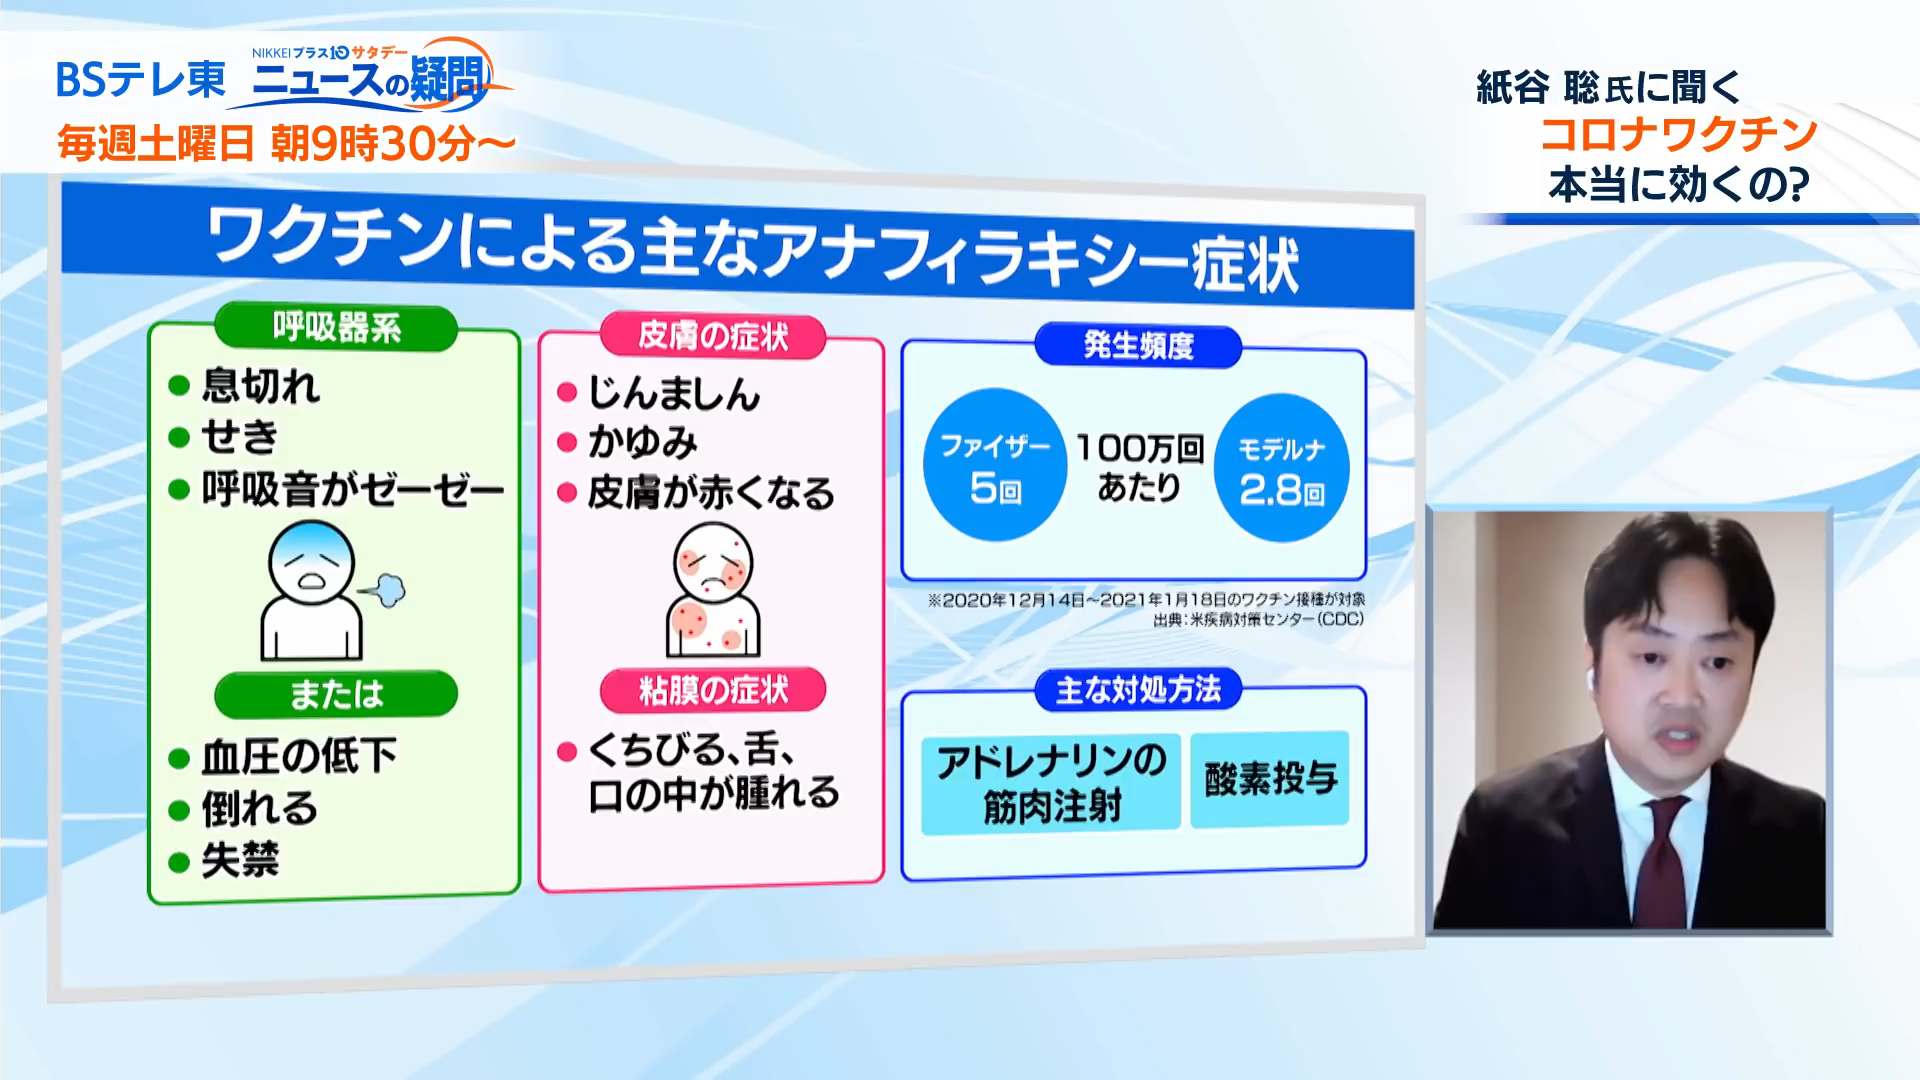 BSテレ東
NIKKEIプラス10サタデー
ニュースの疑問
毎週土曜日 朝9時30分～
紙谷 聡氏に聞く
コロナワクチン
本当に効くの?
ワクチンによる主なアナフィラキシー症状
呼吸器系
息切れ
せき
呼吸音がゼーゼー
または
血圧の低下
倒れる
失禁
皮膚の症状
じんましん
かゆみ
皮膚が赤くなる
粘膜の症状
くちびる、舌、
口の中が腫れる
発生頻度
ファイザー
5回
100万回
あたり
モデルナ
2.8回
※2020年12月14日～2021年1月18日のワクチン接種が対象
出典:米疾病対策センター(CDC)
主な対処方法
アドレナリンの
筋肉注射
酸素投与